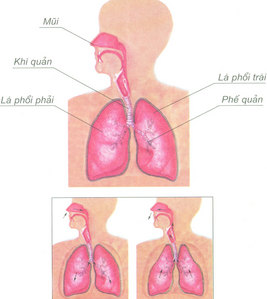 Mũi
Khí quản
Lá phổi trái
Lá phổi phải
Phế quản